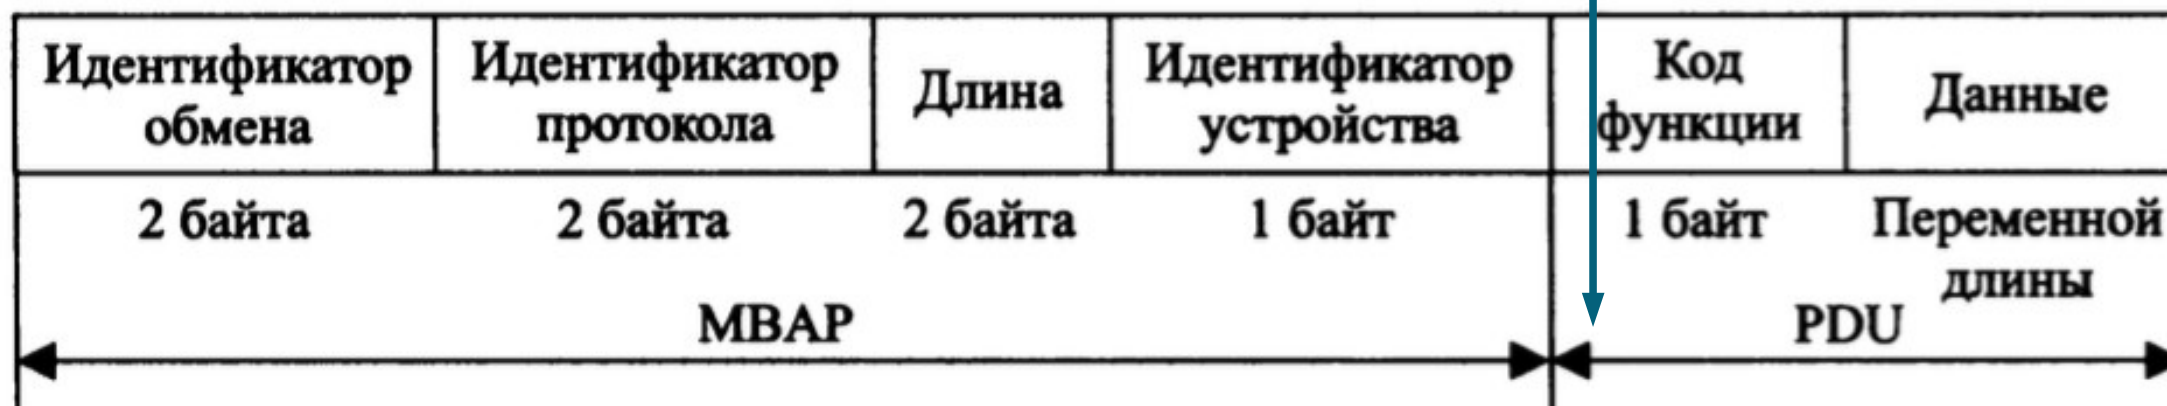 Идентификатор
обмена
Идентификатор
протокола
Длина
Идентификатор
устройства
Код
функции
Данные
2 байта
2 байта
2 байта
1 байт
1 байт
Переменной
длины
MBAP
PDU